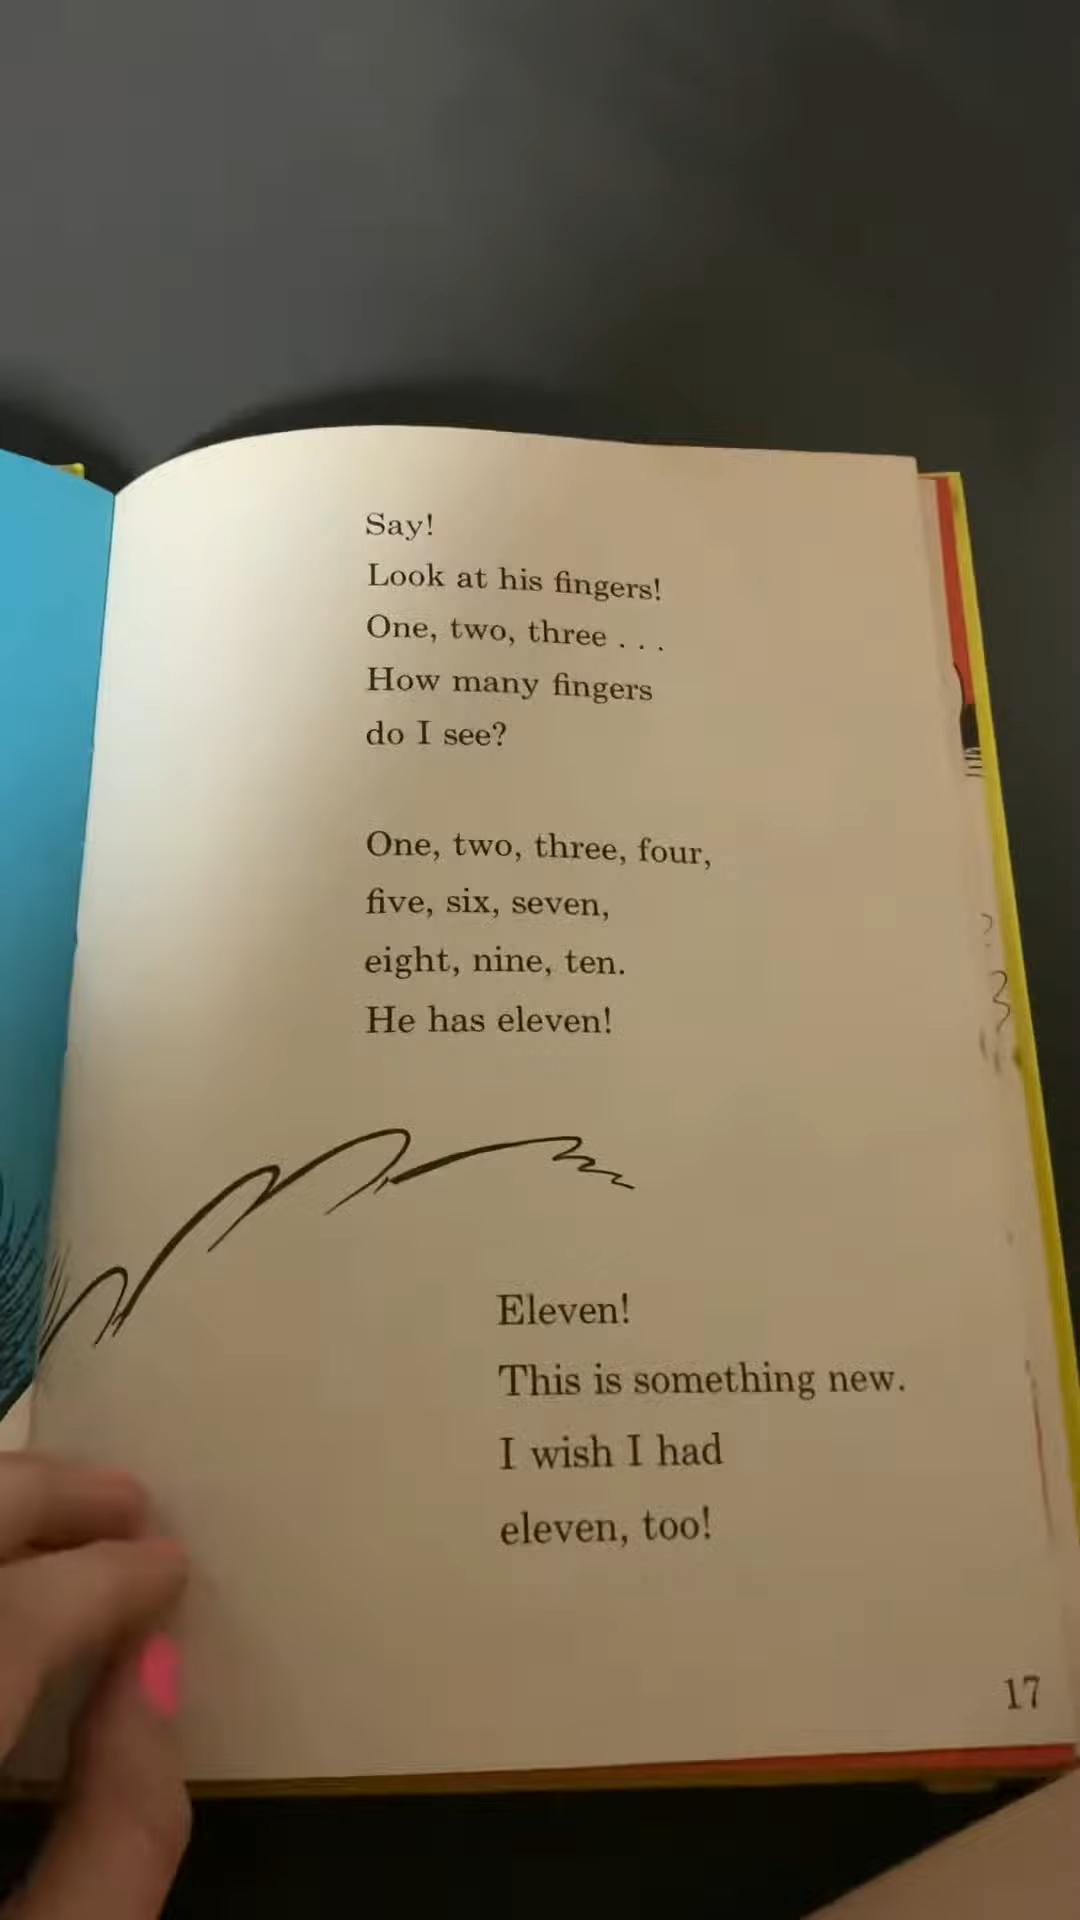 Say!
Look at his fingers!
One, two, three . . .
How many fingers
do I see?
One, two, three, four,
five, six, seven,
eight, nine, ten.
He has eleven!
Eleven!
This is something new.
I wish I had
eleven, too!
17